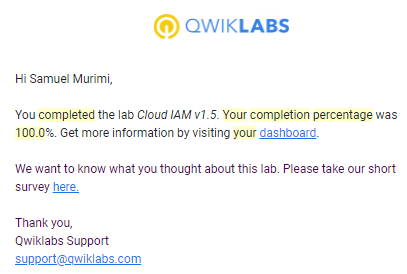 QWIKLABS
Hi Samuel Murimi,
You completed the lab Cloud IAM v1.5. Your completion percentage was
100.0%. Get more information by visiting your dashboard.
We want to know what you thought about this lab. Please take our short
survey here.
Thank you,
Qwiklabs Support
support@qwiklabs.com